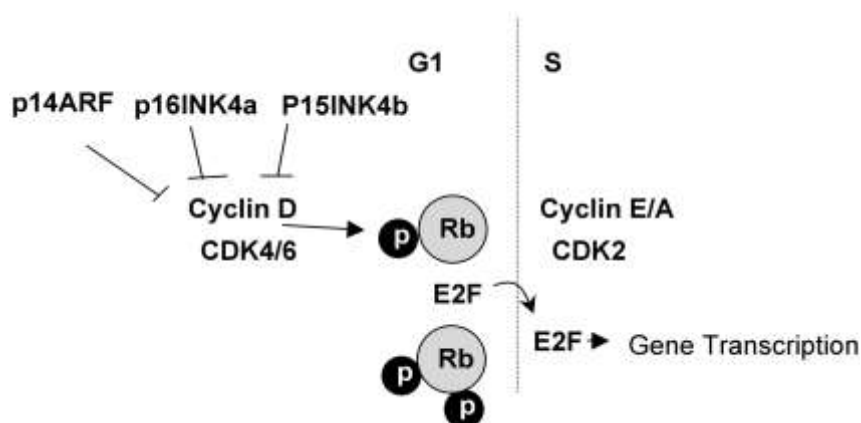 G1 S
p14ARF p16INK4a P15INK4b
Cyclin D
CDK4/6
p Rb
Cyclin E/A
CDK2
E2F
E2F Gene Transcription
Rb
p
p